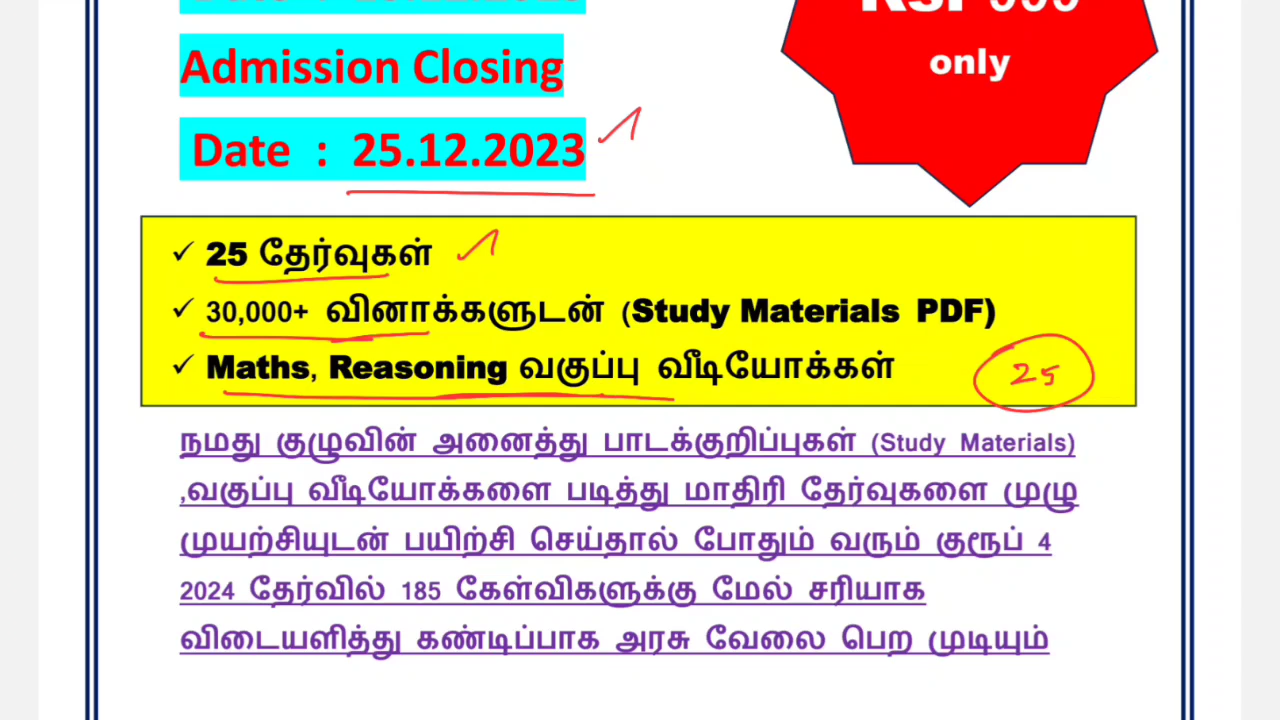 only
Admission Closing
Date : 25.12.2023
25 தேர்வுகள்
30,000+ வினாக்களுடன் (Study Materials PDF)
Maths, Reasoning வகுப்பு வீடியோக்கள்
25
நமது குழுவின் அனைத்து பாடக்குறிப்புகள் (Study Materials)
,வகுப்பு வீடியோக்களை படித்து மாதிரி தேர்வுகளை முழு
முயற்சியுடன் பயிற்சி செய்தால் போதும் வரும் குரூப் 4
2024 தேர்வில் 185 கேள்விகளுக்கு மேல் சரியாக
விடையளித்து கண்டிப்பாக அரசு வேலை பெற முடியும்